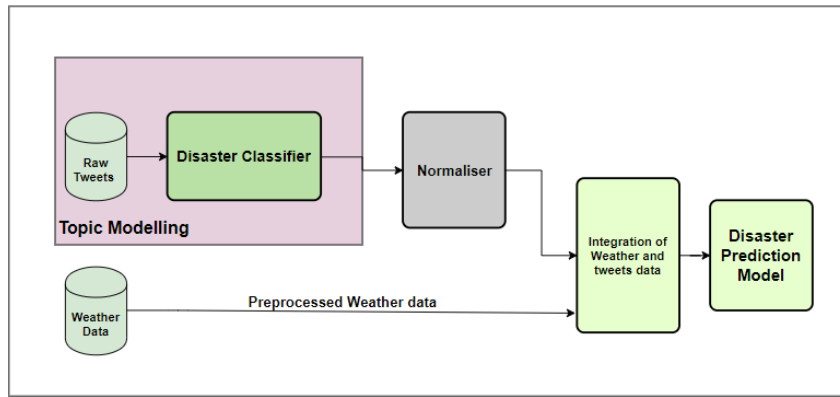 Raw
Tweets
Disaster Classifier
Topic Modelling
Normaliser
Weather
Data
Preprocessed Weather data
Integration of
Weather and
tweets data
Disaster
Prediction
Model